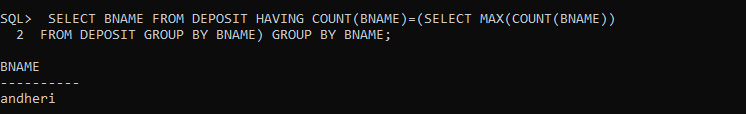 SQL>  SELECT BNAME FROM DEPOSIT HAVING COUNT(BNAME)=(SELECT MAX(COUNT(BNAME))
  2  FROM DEPOSIT GROUP BY BNAME) GROUP BY BNAME;
BNAME
----------
andheri